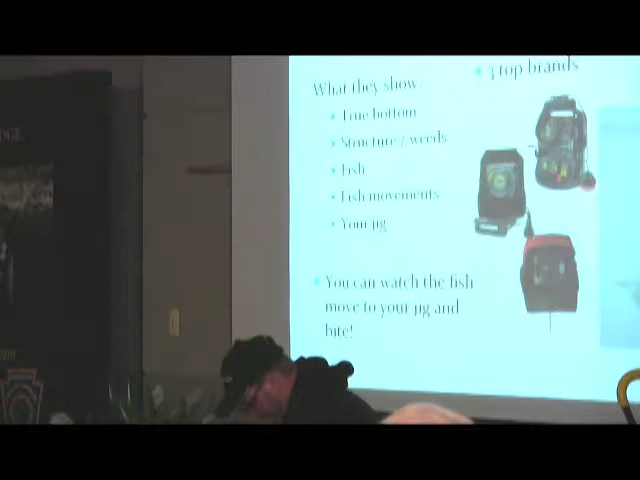 What they show
True bottom
Structure / weeds
Fish
Fish movements
Your jig
You can watch the fish
move to your jig and
bite!
3 top brands